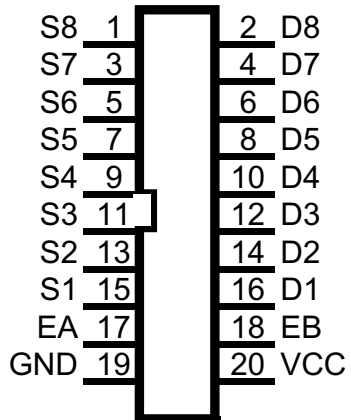 S8 1 2 D8
S7 3 4 D7
S6 5 6 D6
S5 7 8 D5
S4 9 10 D4
S3 11 12 D3
S2 13 14 D2
S1 15 16 D1
EA 17 18 EB
GND 19 20 VCC